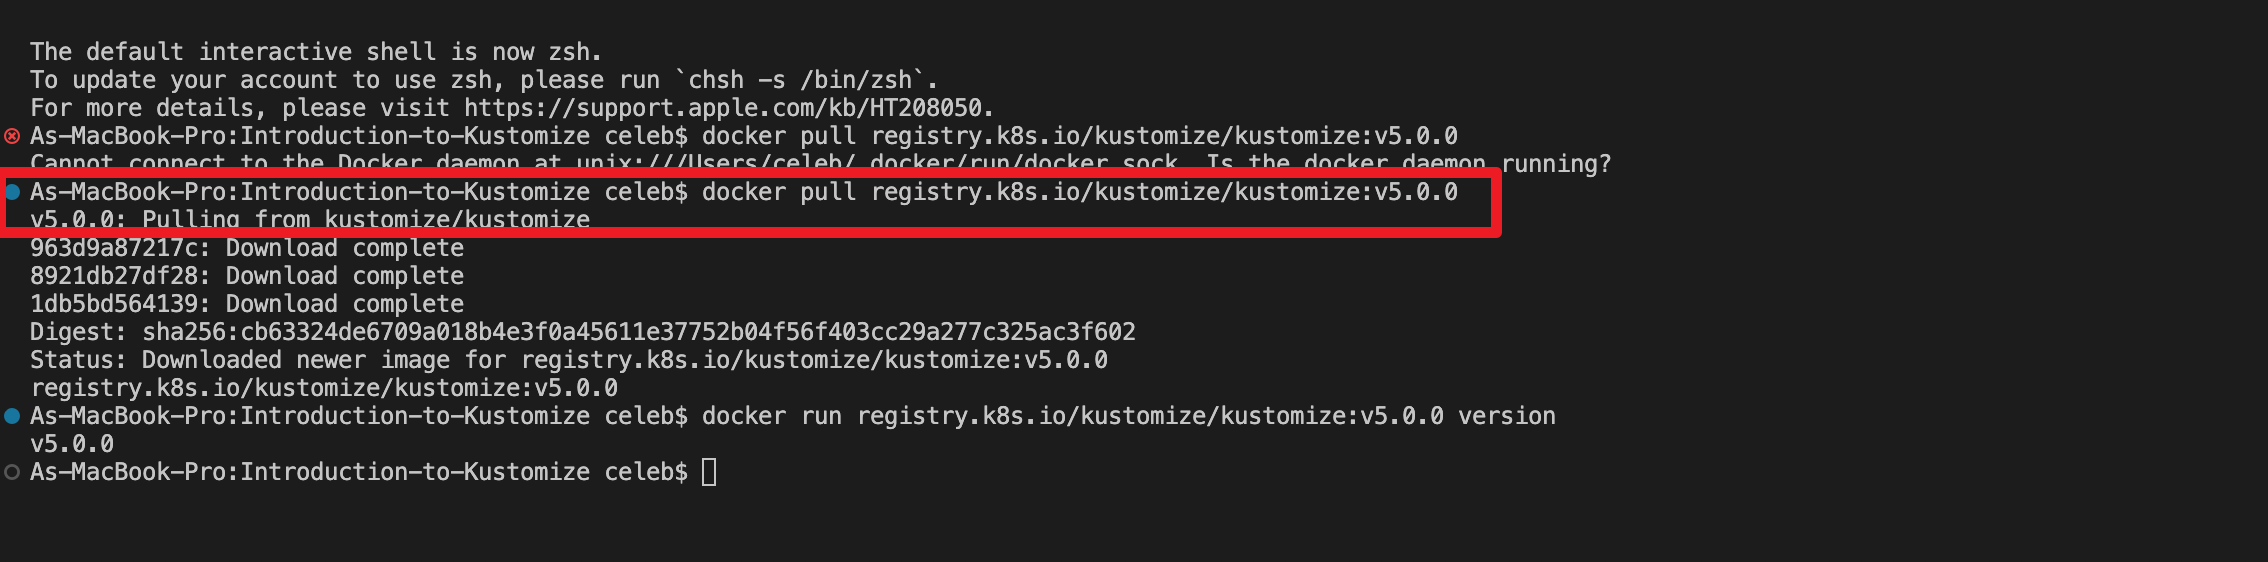 The default interactive shell is now zsh.
To update your account to use zsh, please run `chsh -s /bin/zsh`.
For more details, please visit https://support.apple.com/kb/HT208050.
As-MacBook-Pro:Introduction-to-Kustomize celeb$ docker pull registry.k8s.io/kustomize/kustomize:v5.0.0
Cannot connect to the Docker daemon at unix:///Users/celeb/.docker/run/docker.sock. Is the docker daemon running?
As-MacBook-Pro:Introduction-to-Kustomize celeb$ docker pull registry.k8s.io/kustomize/kustomize:v5.0.0
v5.0.0: Pulling from kustomize/kustomize
963d9a87217c: Download complete
8921db27df28: Download complete
1db5bd564139: Download complete
Digest: sha256:cb63324de6709a018b4e3f0a45611e37752b04f56f403cc29a277c325ac3f602
Status: Downloaded newer image for registry.k8s.io/kustomize/kustomize:v5.0.0
registry.k8s.io/kustomize/kustomize:v5.0.0
As-MacBook-Pro:Introduction-to-Kustomize celeb$ docker run registry.k8s.io/kustomize/kustomize:v5.0.0 version
v5.0.0
As-MacBook-Pro:Introduction-to-Kustomize celeb$